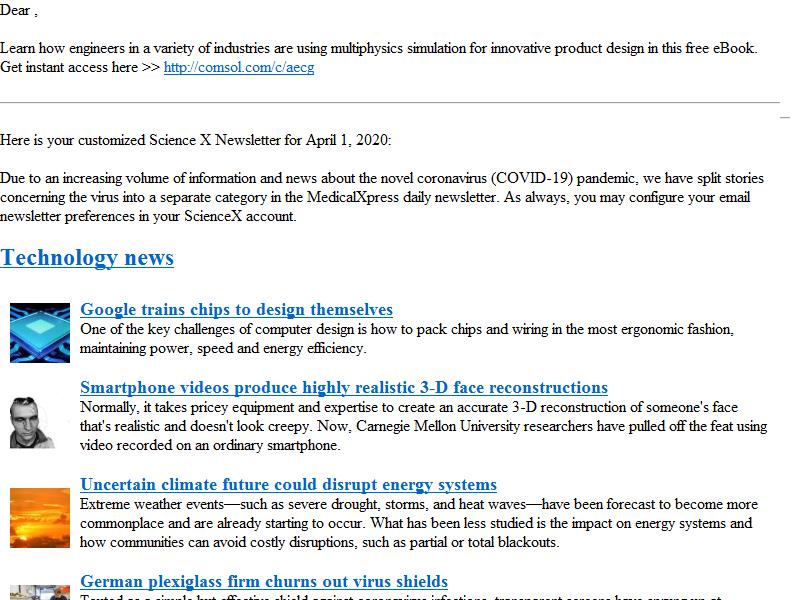 Dear ,
Learn how engineers in a variety of industries are using multiphysics simulation for innovative product design in this free eBook.
Get instant access here >> http://comsol.com/c/aecg
Here is your customized Science X Newsletter for April 1, 2020:
Due to an increasing volume of information and news about the novel coronavirus (COVID-19) pandemic, we have split stories
concerning the virus into a separate category in the MedicalXpress daily newsletter. As always, you may configure your email
newsletter preferences in your ScienceX account.
Technology news
Google trains chips to design themselves
One of the key challenges of computer design is how to pack chips and wiring in the most ergonomic fashion,
maintaining power, speed and energy efficiency.
Smartphone videos produce highly realistic 3-D face reconstructions
Normally, it takes pricey equipment and expertise to create an accurate 3-D reconstruction of someone's face
that's realistic and doesn't look creepy. Now, Carnegie Mellon University researchers have pulled off the feat using
video recorded on an ordinary smartphone.
Uncertain climate future could disrupt energy systems
Extreme weather events—such as severe drought, storms, and heat waves—have been forecast to become more
commonplace and are already starting to occur. What has been less studied is the impact on energy systems and
how communities can avoid costly disruptions, such as partial or total blackouts.
German plexiglass firm churns out virus shields